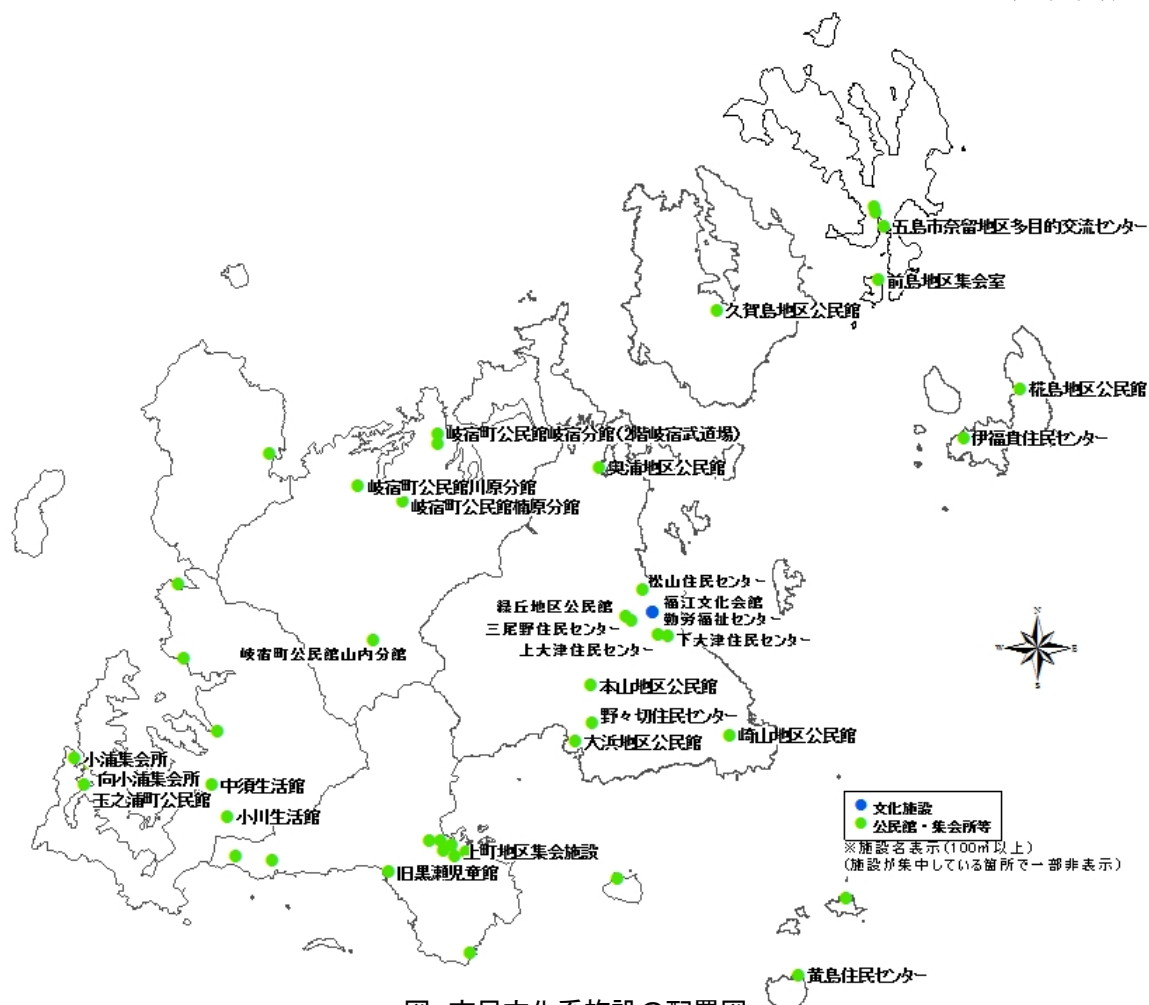 五島市奈留地区多目的交流センター
前島地区集会室
久賀島地区公民館
椛島地区公民館
伊福貴住民センター
岐宿町公民館岐宿分館(2階岐宿武道場)
奥浦地区公民館
岐宿町公民館川原分館
岐宿町公民館楠原分館
松山住民センター
福江文化会館
緑丘地区公民館
勤労福祉センター
三尾野住民センター
下大津住民センター
上大津住民センター
岐宿町公民館山内分館
N
W
E
S
本山地区公民館
野々切住民センター
大浜地区公民館
崎山地区公民館
小浦集会所
向小浦集会所
玉之浦町公民館
中須生活館
小川生活館
文化施設
公民館・集会所等
※施設名表示(100㎡以上)
(施設が集中している箇所で一部非表示)
上町地区集会施設
旧黒瀬児童館
黄島住民センター